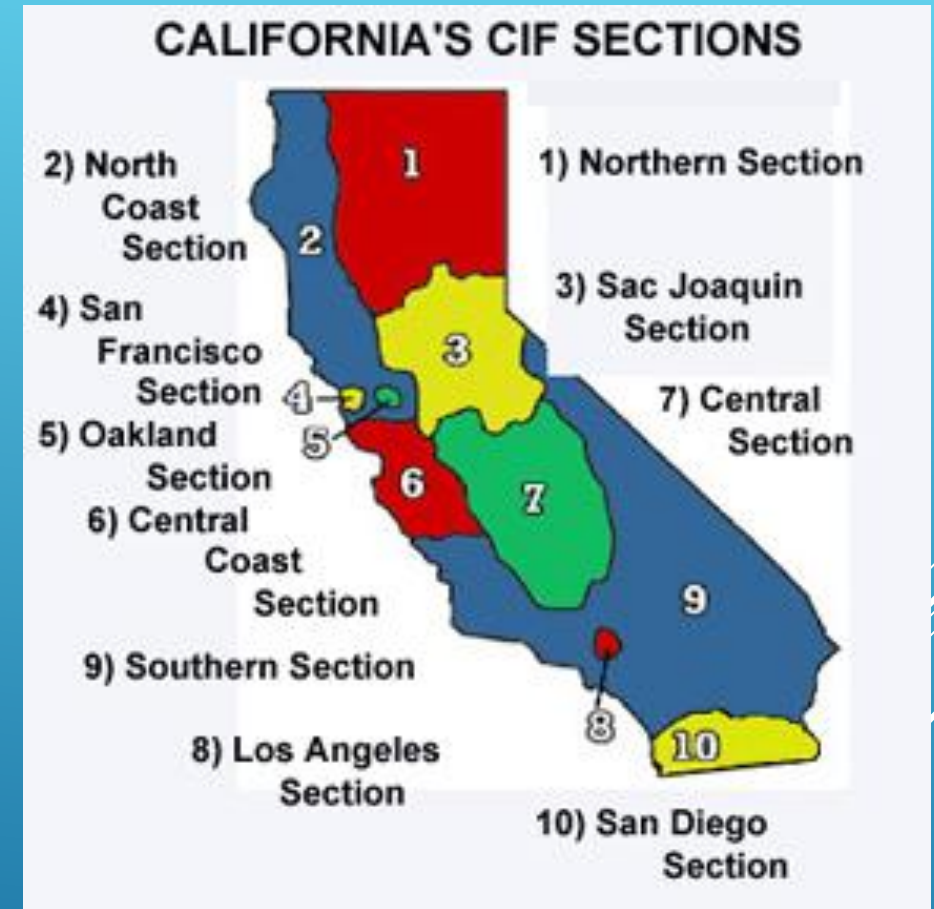 CALIFORNIA'S CIF SECTIONS
2) North
Coast
Section
4) San
Francisco
Section
5) Oakland
Section
6) Central
Coast
Section
9) Southern Section
8) Los Angeles
Section
10) San Diego
Section
1) Northern Section
3) Sac Joaquin
Section
7) Central
Section
1
2
3
4
5
6
7
9
8
10